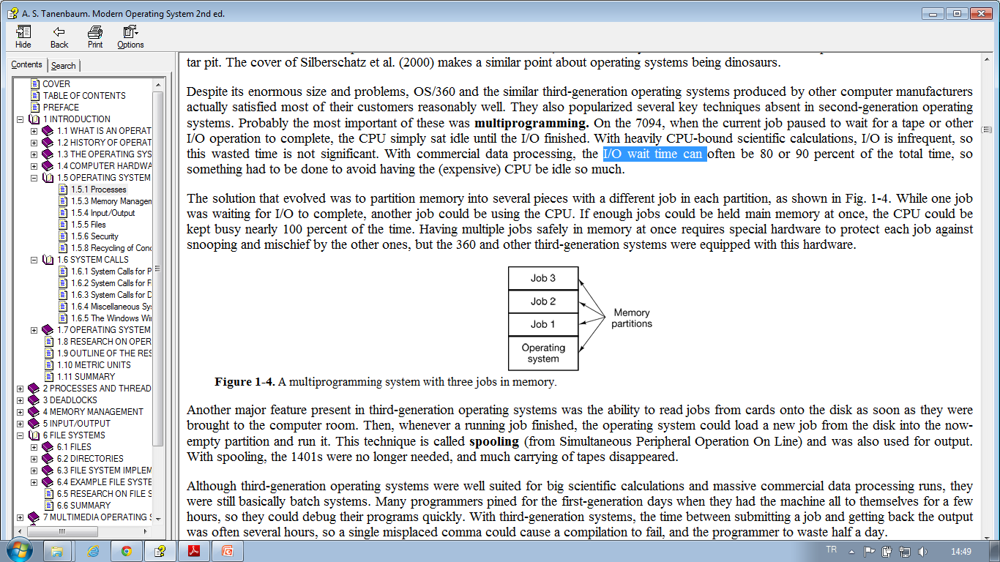 A. S. Tanenbaum. Modern Operating System 2nd ed.
Hide Back Print Options
Contents Search
COVER
TABLE OF CONTENTS
PREFACE
1 INTRODUCTION
1.1 WHAT IS AN OPERAT
1.2 HISTORY OF OPERAT
1.3 THE OPERATING SYS
1.4 COMPUTER HARDWA
1.5 OPERATING SYSTEM
1.5.1 Processes
1.5.3 Memory Managem
1.5.4 Input/Output
1.5.5 Files
1.5.6 Security
1.5.8 Recycling of Conc
1.6 SYSTEM CALLS
1.6.1 System Calls for P
1.6.2 System Calls for F
1.6.3 System Calls for D
1.6.4 Miscellaneous Sys
1.6.5 The Windows Win
1.7 OPERATING SYSTEM
1.8 RESEARCH ON OPER
1.9 OUTLINE OF THE RES
1.10 METRIC UNITS
1.11 SUMMARY
2 PROCESSES AND THREAD
3 DEADLOCKS
4 MEMORY MANAGEMENT
5 INPUT/OUTPUT
6 FILE SYSTEMS
6.1 FILES
6.2 DIRECTORIES
6.3 FILE SYSTEM IMPLEM
6.4 EXAMPLE FILE SYSTE
6.5 RESEARCH ON FILE S
6.6 SUMMARY
7 MULTIMEDIA OPERATING S
tar pit. The cover of Silberschatz et al. (2000) makes a similar point about operating systems being dinosaurs.
Despite its enormous size and problems, OS/360 and the similar third-generation operating systems produced by other computer manufacturers
actually satisfied most of their customers reasonably well. They also popularized several key techniques absent in second-generation operating
systems. Probably the most important of these was multiprogramming. On the 7094, when the current job paused to wait for a tape or other
I/O operation to complete, the CPU simply sat idle until the I/O finished. With heavily CPU-bound scientific calculations, I/O is infrequent, so
this wasted time is not significant. With commercial data processing, the I/O wait time can often be 80 or 90 percent of the total time, so
something had to be done to avoid having the (expensive) CPU be idle so much.
The solution that evolved was to partition memory into several pieces with a different job in each partition, as shown in Fig. 1-4. While one job
was waiting for I/O to complete, another job could be using the CPU. If enough jobs could be held main memory at once, the CPU could be
kept busy nearly 100 percent of the time. Having multiple jobs safely in memory at once requires special hardware to protect each job against
snooping and mischief by the other ones, but the 360 and other third-generation systems were equipped with this hardware.
Job 3
Job 2
Job 1
Operating
system
Memory
partitions
Figure 1-4. A multiprogramming system with three jobs in memory.
Another major feature present in third-generation operating systems was the ability to read jobs from cards onto the disk as soon as they were
brought to the computer room. Then, whenever a running job finished, the operating system could load a new job from the disk into the now-
empty partition and run it. This technique is called spooling (from Simultaneous Peripheral Operation On Line) and was also used for output.
With spooling, the 1401s were no longer needed, and much carrying of tapes disappeared.
Although third-generation operating systems were well suited for big scientific calculations and massive commercial data processing runs, they
were still basically batch systems. Many programmers pined for the first-generation days when they had the machine all to themselves for a few
hours, so they could debug their programs quickly. With third-generation systems, the time between submitting a job and getting back the output
was often several hours, so a single misplaced comma could cause a compilation to fail, and the programmer to waste half a day.
TR 14:49